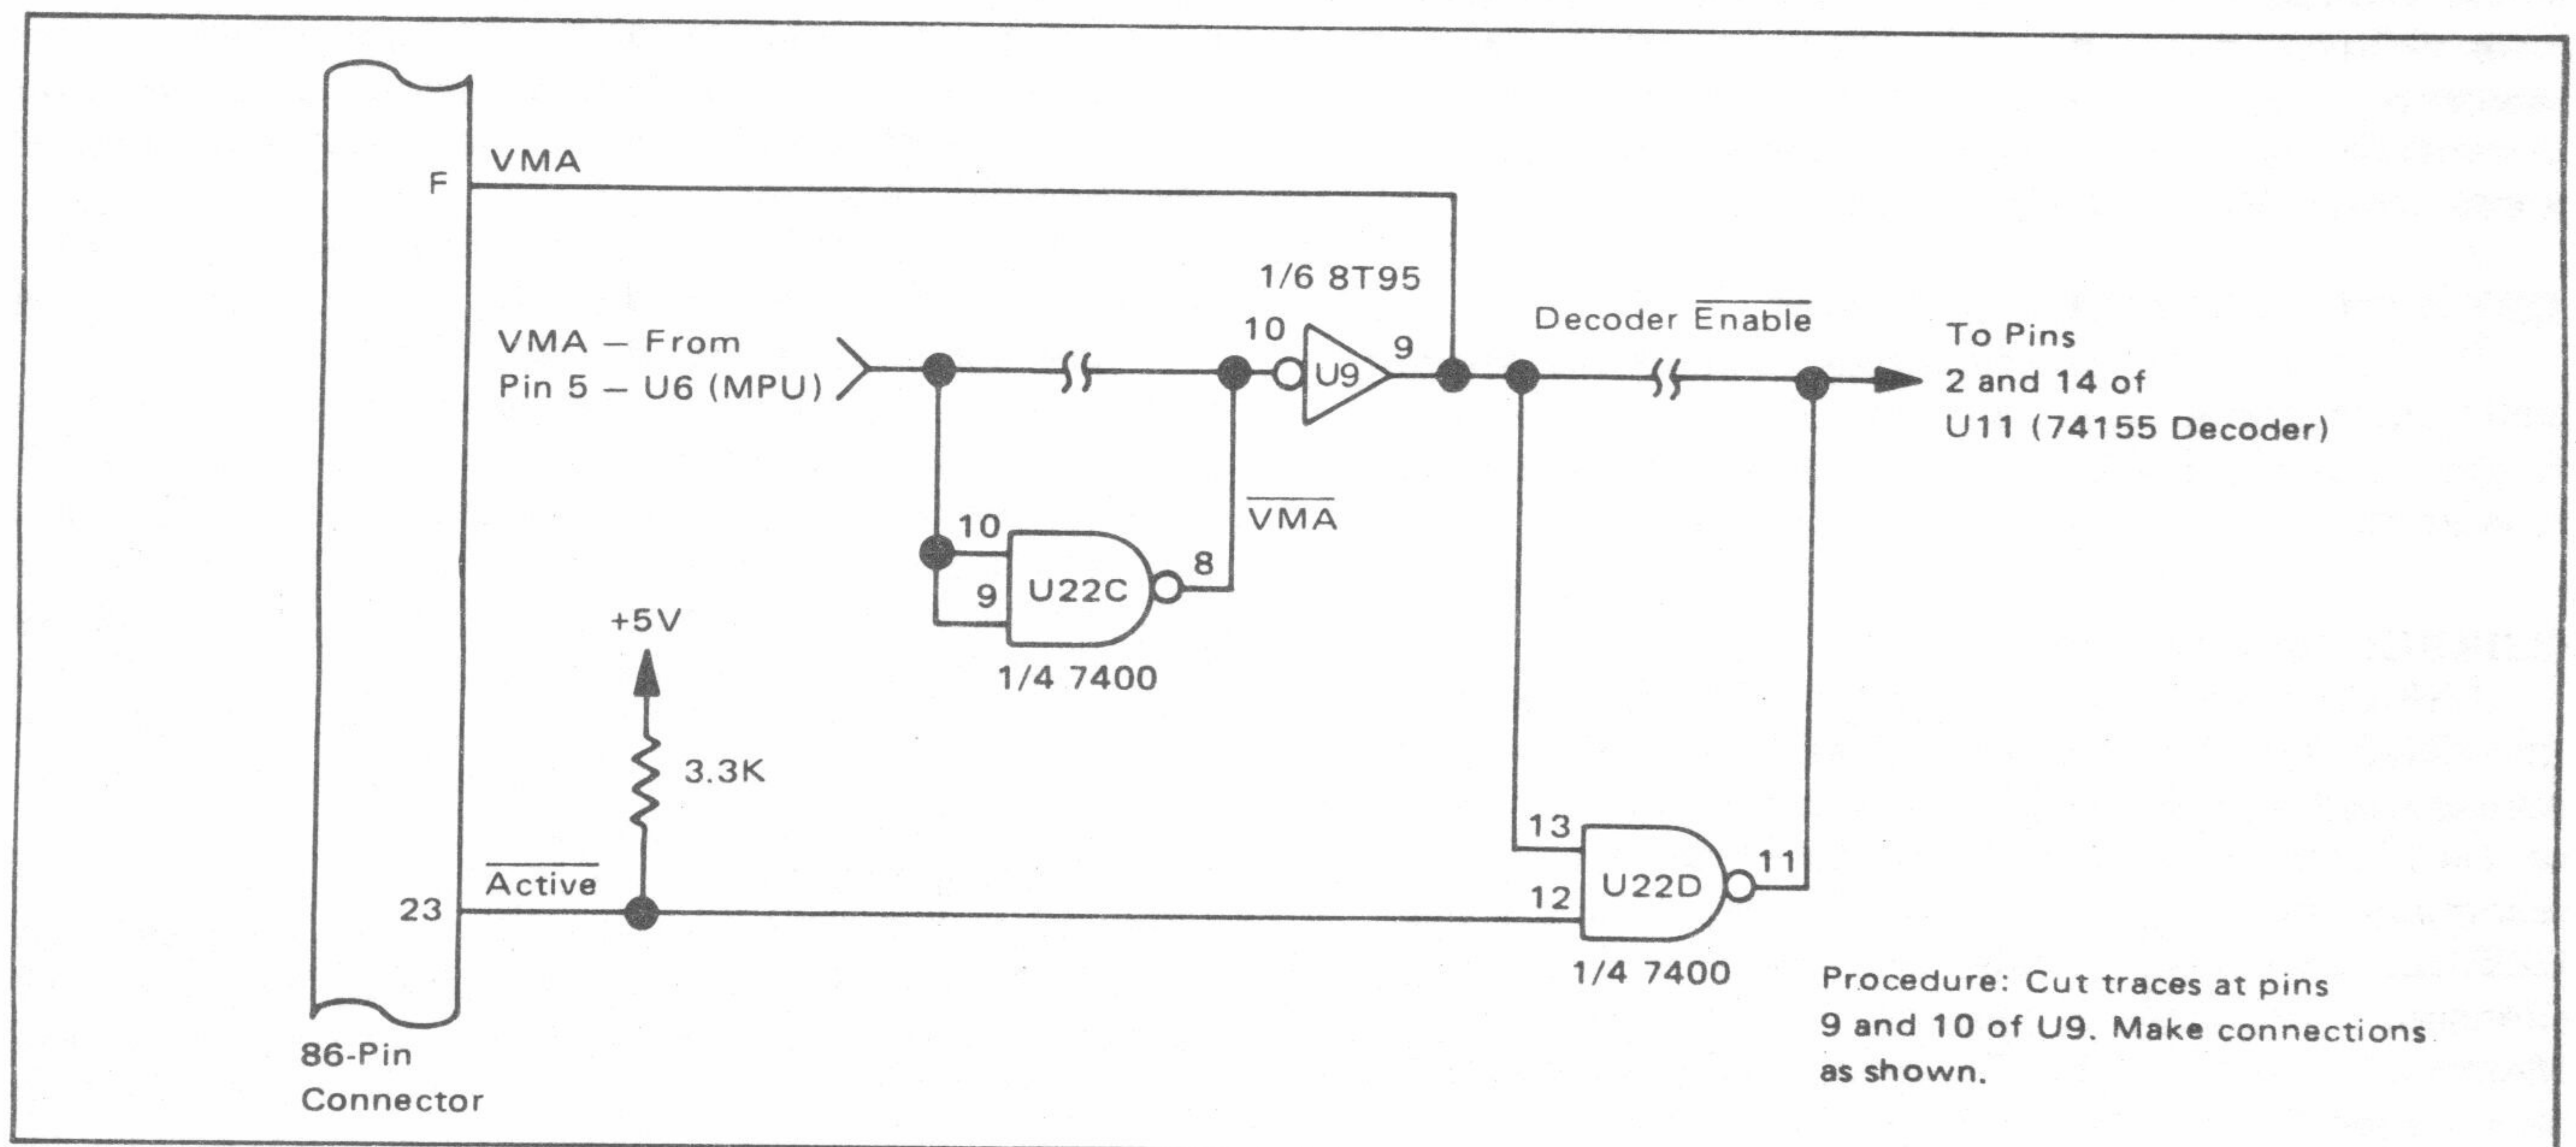 VMA
F
1/6 8T95
10
9
U9
Decoder Enable
VMA — From
Pin 5 — U6 (MPU)
To Pins
2 and 14 of
U11 (74155 Decoder)
VMA
10
9
8
U22C
1/4 7400
+5V
3.3K
Active
23
13
12
11
U22D
1/4 7400
Procedure: Cut traces at pins
9 and 10 of U9. Make connections
as shown.
86-Pin
Connector